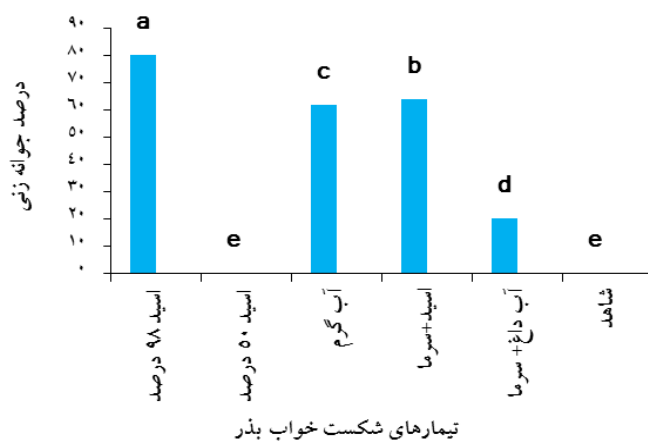 درصد جوانه زنی
۹۰
۸۰
۷۰
۶۰
۵۰
۴۰
۳۰
۲۰
۱۰
۰
a
e
c
b
d
e
اسید ۹۸ درصد
اسید ۵۰ درصد
آب گرم
اسید+سرما
آب داغ+ سرما
شاهد
تیمارهای شکست خواب بذر